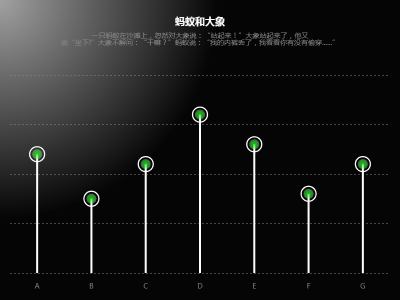 蚂蚁和大象
一只蚂蚁在沙滩上，忽然对大象说：“站起来！”大象站起来了，他又
说“坐下！”大象不解问：“干嘛？”蚂蚁说：“我的内裤丢了，我看看你有没有偷穿……”
A B C D E F G